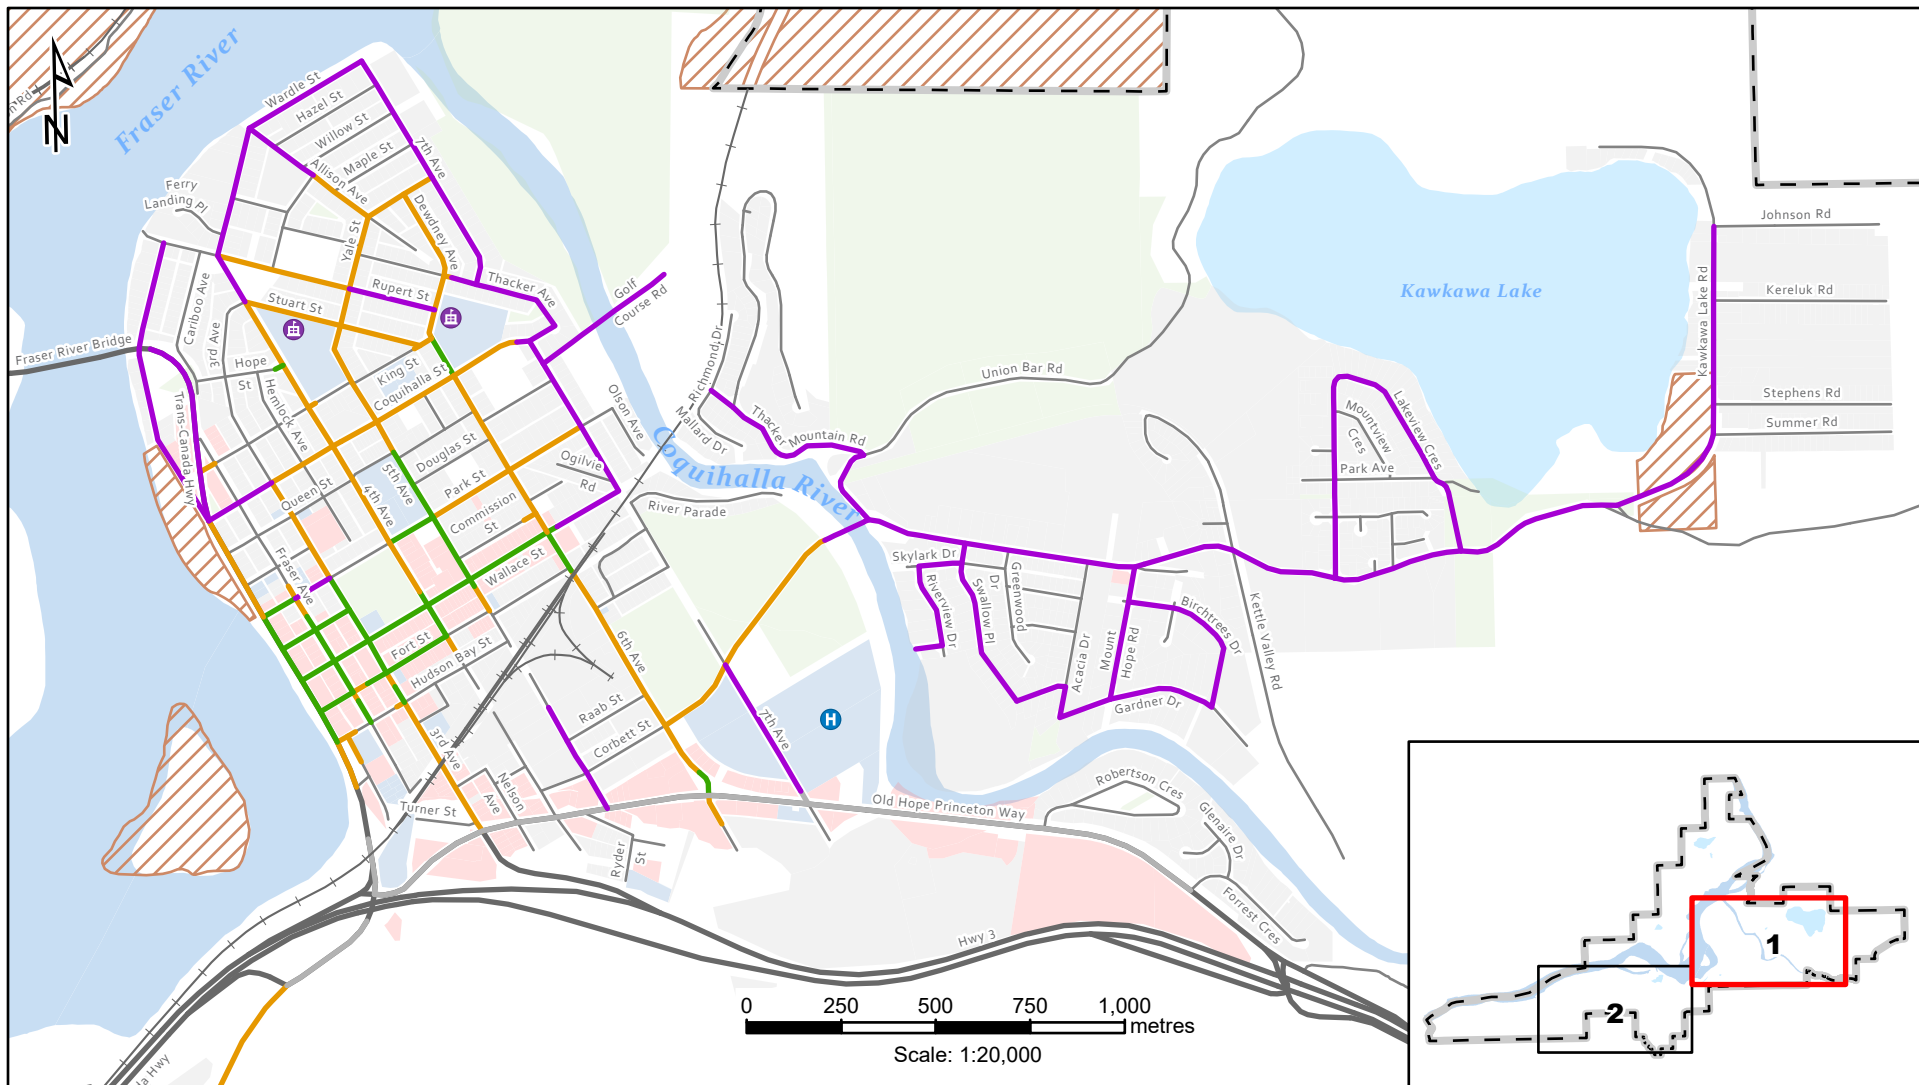 Fraser River
N
n Rd
Wardle St
Hazel St
Willow St
Maple St
Allison Ave
7th Ave
Ferry
Landing Pl
Dewdney Ave
Yale St
Thacker Ave
Rupert St
Stuart St
Cariboo Ave
3rd Ave
Golf
Course Rd
Fraser River Bridge
Hope
St
King St
Coquihalla St
Hemlock Ave
Trans-Canada Hwy
Olson Ave
Richmond Dr
Mallard Dr
Thacker
Mountain Rd
Union Bar Rd
Kawkawa Lake
Johnson Rd
Kereluk Rd
Kawkawa Lake Rd
Stephens Rd
Summer Rd
Lakeview Cres
Mountview
Cres
Park Ave
Douglas St
Park St
Ogilvie
Rd
5th Ave
4th Ave
Queen St
Commission
St
Coquihalla River
River Parade
Wallace St
Fraser Ave
Fort St
Hudson Bay St
6th Ave
Skylark Dr
Riverview Dr
Swallow Pl
Dr
Greenwood
Acacia Dr
Mount
Hope Rd
Birchtrees Dr
Kettle Valley Rd
Gardner Dr
Raab St
Corbett St
7th Ave
H
3rd Ave
Nelson
Ave
Turner St
Ryder
St
Old Hope Princeton Way
Robertson Cres
Glenaire Dr
Forrest Cres
Hwy 3
da Hwy
0 250 500 750 1,000
metres
Scale: 1:20,000
1
2